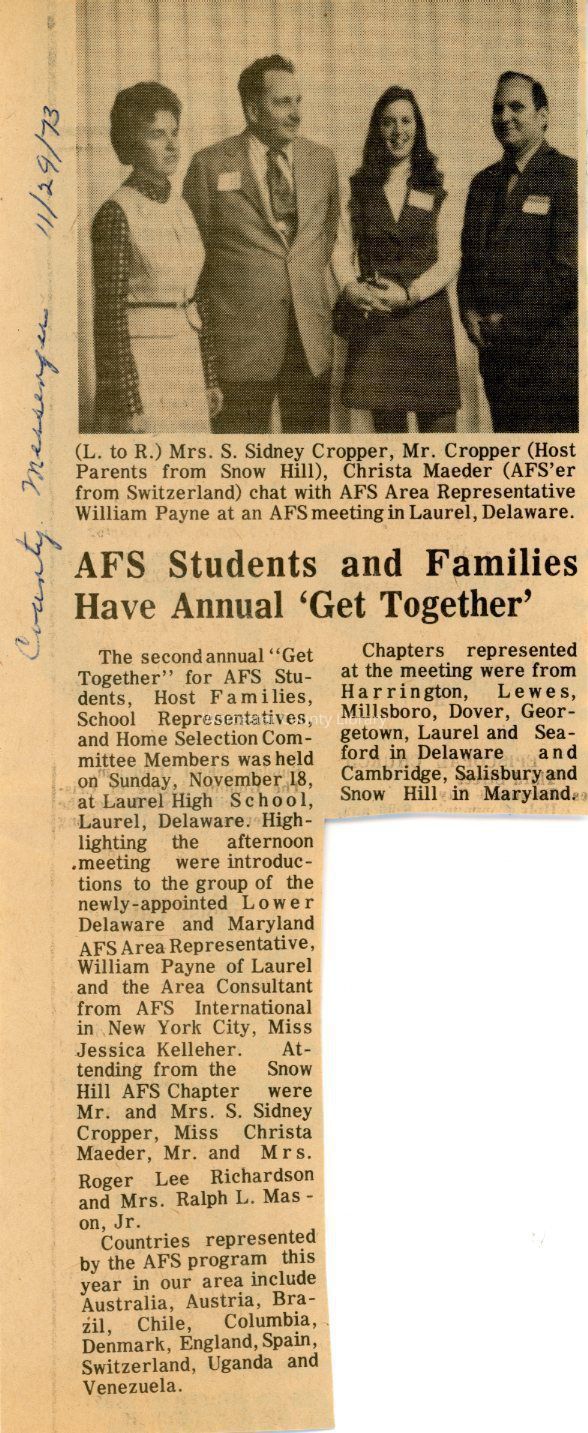 County Messenger 11/29/73
(L. to R.) Mrs. S. Sidney Cropper, Mr. Cropper (Host
Parents from Snow Hill), Christa Maeder (AFS'er
from Switzerland) chat with AFS Area Representative
William Payne at an AFS meeting in Laurel, Delaware.
AFS Students and Families
Have Annual 'Get Together'
The second annual "Get
Together" for AFS Stu-
dents, Host Families,
School Representatives,
and Home Selection Com-
mittee Members was held
on Sunday, November 18,
at Laurel High School,
Laurel, Delaware. High-
lighting the afternoon
meeting were introduc-
tions to the group of the
newly-appointed Lower
Delaware and Maryland
AFS Area Representative,
William Payne of Laurel
and the Area Consultant
from AFS International
in New York City, Miss
Jessica Kelleher. At-
tending from the Snow
Hill AFS Chapter were
Mr. and Mrs. S. Sidney
Cropper, Miss Christa
Maeder, Mr. and Mrs.
Roger Lee Richardson
and Mrs. Ralph L. Mas-
on, Jr.
Countries represented
by the AFS program this
year in our area include
Australia, Austria, Bra-
zil, Chile, Columbia,
Denmark, England, Spain,
Switzerland, Uganda and
Venezuela.
Chapters represented
at the meeting were from
Harrington, Lewes,
Millsboro, Dover, Geor-
getown, Laurel and Sea-
ford in Delaware and
Cambridge, Salisbury and
Snow Hill in Maryland.